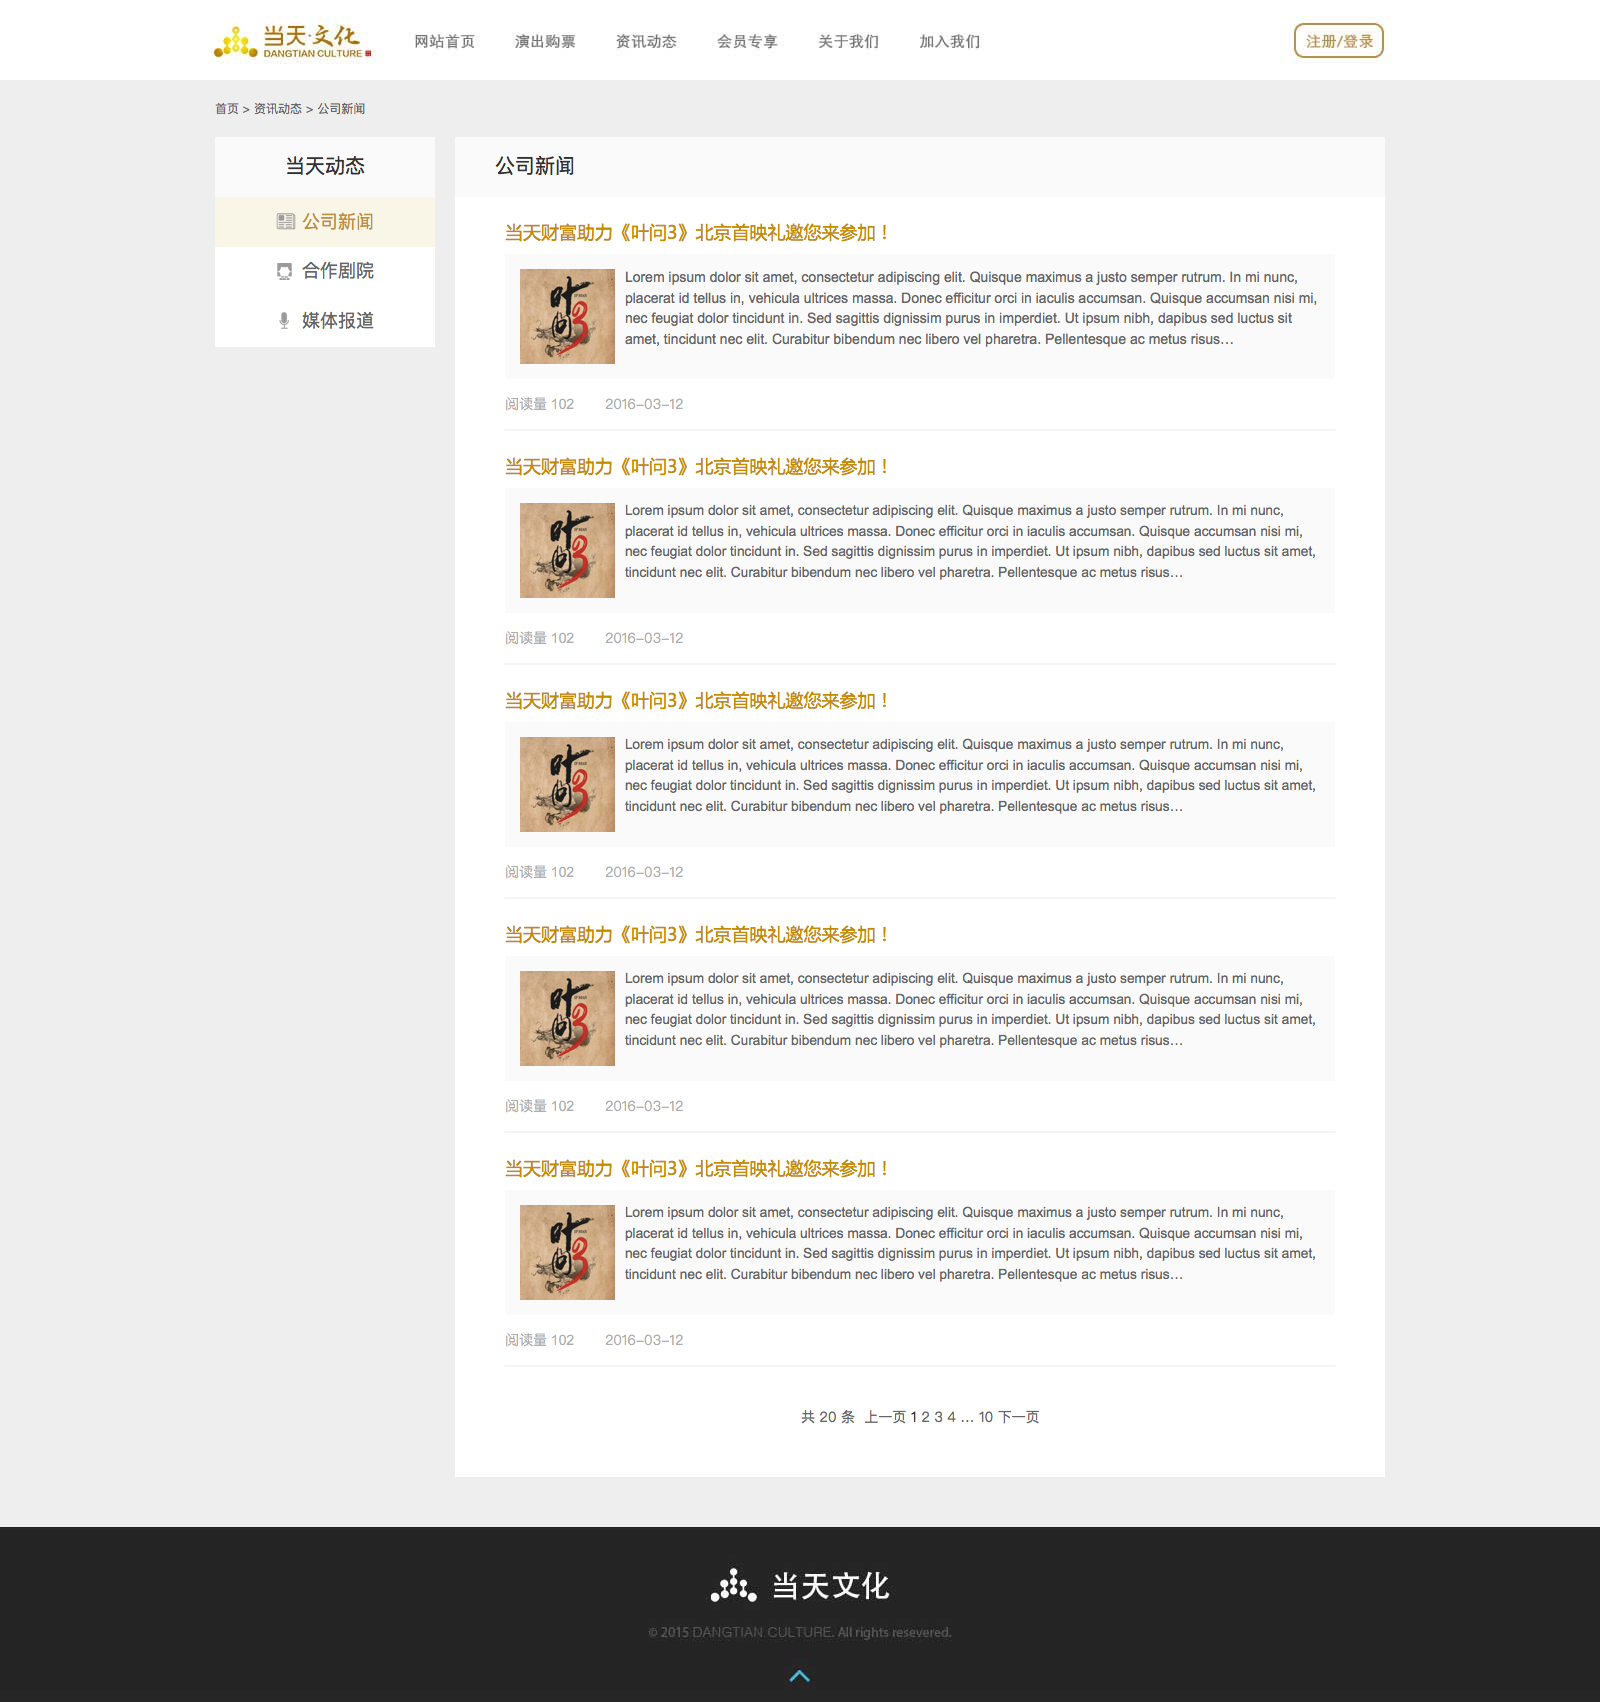 当天·文化
DANGTIAN CULTURE
网站首页 演出购票 资讯动态 会员专享 关于我们 加入我们
注册/登录
首页 > 资讯动态 > 公司新闻
当天动态
公司新闻
合作剧院
媒体报道
公司新闻
当天财富助力《叶问3》北京首映礼邀您来参加！
叶问3
Lorem ipsum dolor sit amet, consectetur adipiscing elit. Quisque maximus a justo semper rutrum. In mi nunc,
placerat id tellus in, vehicula ultrices massa. Donec efficitur orci in iaculis accumsan. Quisque accumsan nisi mi,
nec feugiat dolor tincidunt in. Sed sagittis dignissim purus in imperdiet. Ut ipsum nibh, dapibus sed luctus sit
amet, tincidunt nec elit. Curabitur bibendum nec libero vel pharetra. Pellentesque ac metus risus...
阅读量 102 2016-03-12
当天财富助力《叶问3》北京首映礼邀您来参加！
叶问3
Lorem ipsum dolor sit amet, consectetur adipiscing elit. Quisque maximus a justo semper rutrum. In mi nunc,
placerat id tellus in, vehicula ultrices massa. Donec efficitur orci in iaculis accumsan. Quisque accumsan nisi mi,
nec feugiat dolor tincidunt in. Sed sagittis dignissim purus in imperdiet. Ut ipsum nibh, dapibus sed luctus sit amet,
tincidunt nec elit. Curabitur bibendum nec libero vel pharetra. Pellentesque ac metus risus...
阅读量 102 2016-03-12
当天财富助力《叶问3》北京首映礼邀您来参加！
叶问3
Lorem ipsum dolor sit amet, consectetur adipiscing elit. Quisque maximus a justo semper rutrum. In mi nunc,
placerat id tellus in, vehicula ultrices massa. Donec efficitur orci in iaculis accumsan. Quisque accumsan nisi mi,
nec feugiat dolor tincidunt in. Sed sagittis dignissim purus in imperdiet. Ut ipsum nibh, dapibus sed luctus sit amet,
tincidunt nec elit. Curabitur bibendum nec libero vel pharetra. Pellentesque ac metus risus...
阅读量 102 2016-03-12
当天财富助力《叶问3》北京首映礼邀您来参加！
叶问3
Lorem ipsum dolor sit amet, consectetur adipiscing elit. Quisque maximus a justo semper rutrum. In mi nunc,
placerat id tellus in, vehicula ultrices massa. Donec efficitur orci in iaculis accumsan. Quisque accumsan nisi mi,
nec feugiat dolor tincidunt in. Sed sagittis dignissim purus in imperdiet. Ut ipsum nibh, dapibus sed luctus sit amet,
tincidunt nec elit. Curabitur bibendum nec libero vel pharetra. Pellentesque ac metus risus...
阅读量 102 2016-03-12
当天财富助力《叶问3》北京首映礼邀您来参加！
叶问3
Lorem ipsum dolor sit amet, consectetur adipiscing elit. Quisque maximus a justo semper rutrum. In mi nunc,
placerat id tellus in, vehicula ultrices massa. Donec efficitur orci in iaculis accumsan. Quisque accumsan nisi mi,
nec feugiat dolor tincidunt in. Sed sagittis dignissim purus in imperdiet. Ut ipsum nibh, dapibus sed luctus sit amet,
tincidunt nec elit. Curabitur bibendum nec libero vel pharetra. Pellentesque ac metus risus...
阅读量 102 2016-03-12
共 20 条 上一页 1 2 3 4 ... 10 下一页
当天文化
© 2015 DANGTIAN CULTURE. All rights resevered.